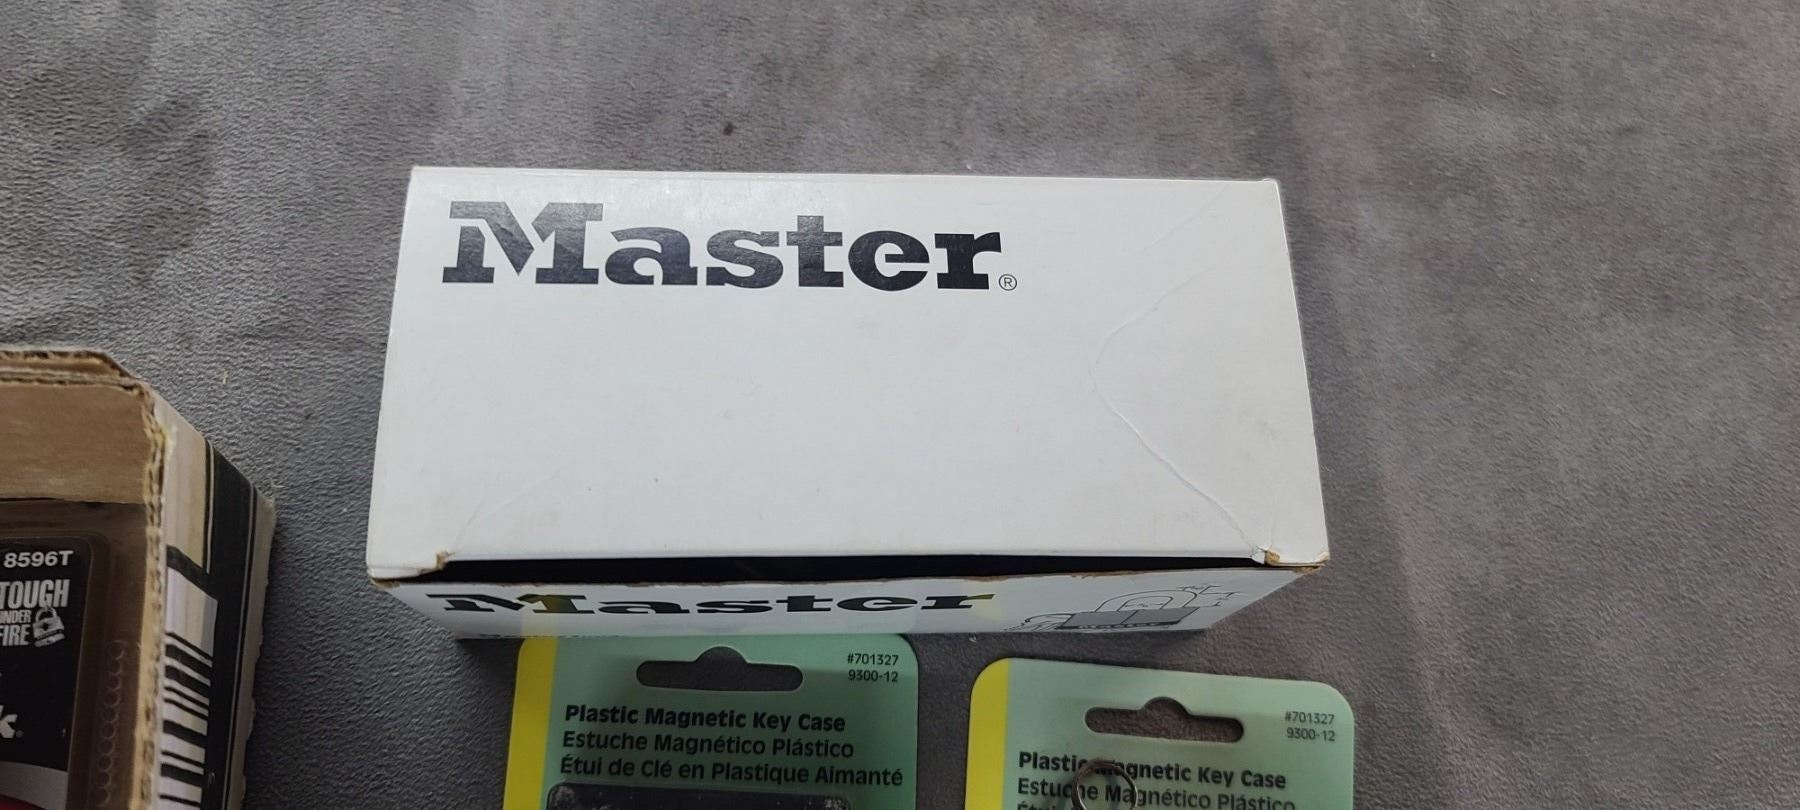 Master®
Master
Master
8596T
TOUGH
UNDER
FIRE
k®
#701327
9300-12
Plastic Magnetic Key Case
Estuche Magnético Plástico
Étui de Clé en Plastique Aimanté
#701327
9300-12
Plastic Magnetic Key Case
Estuche Magnético Plástico